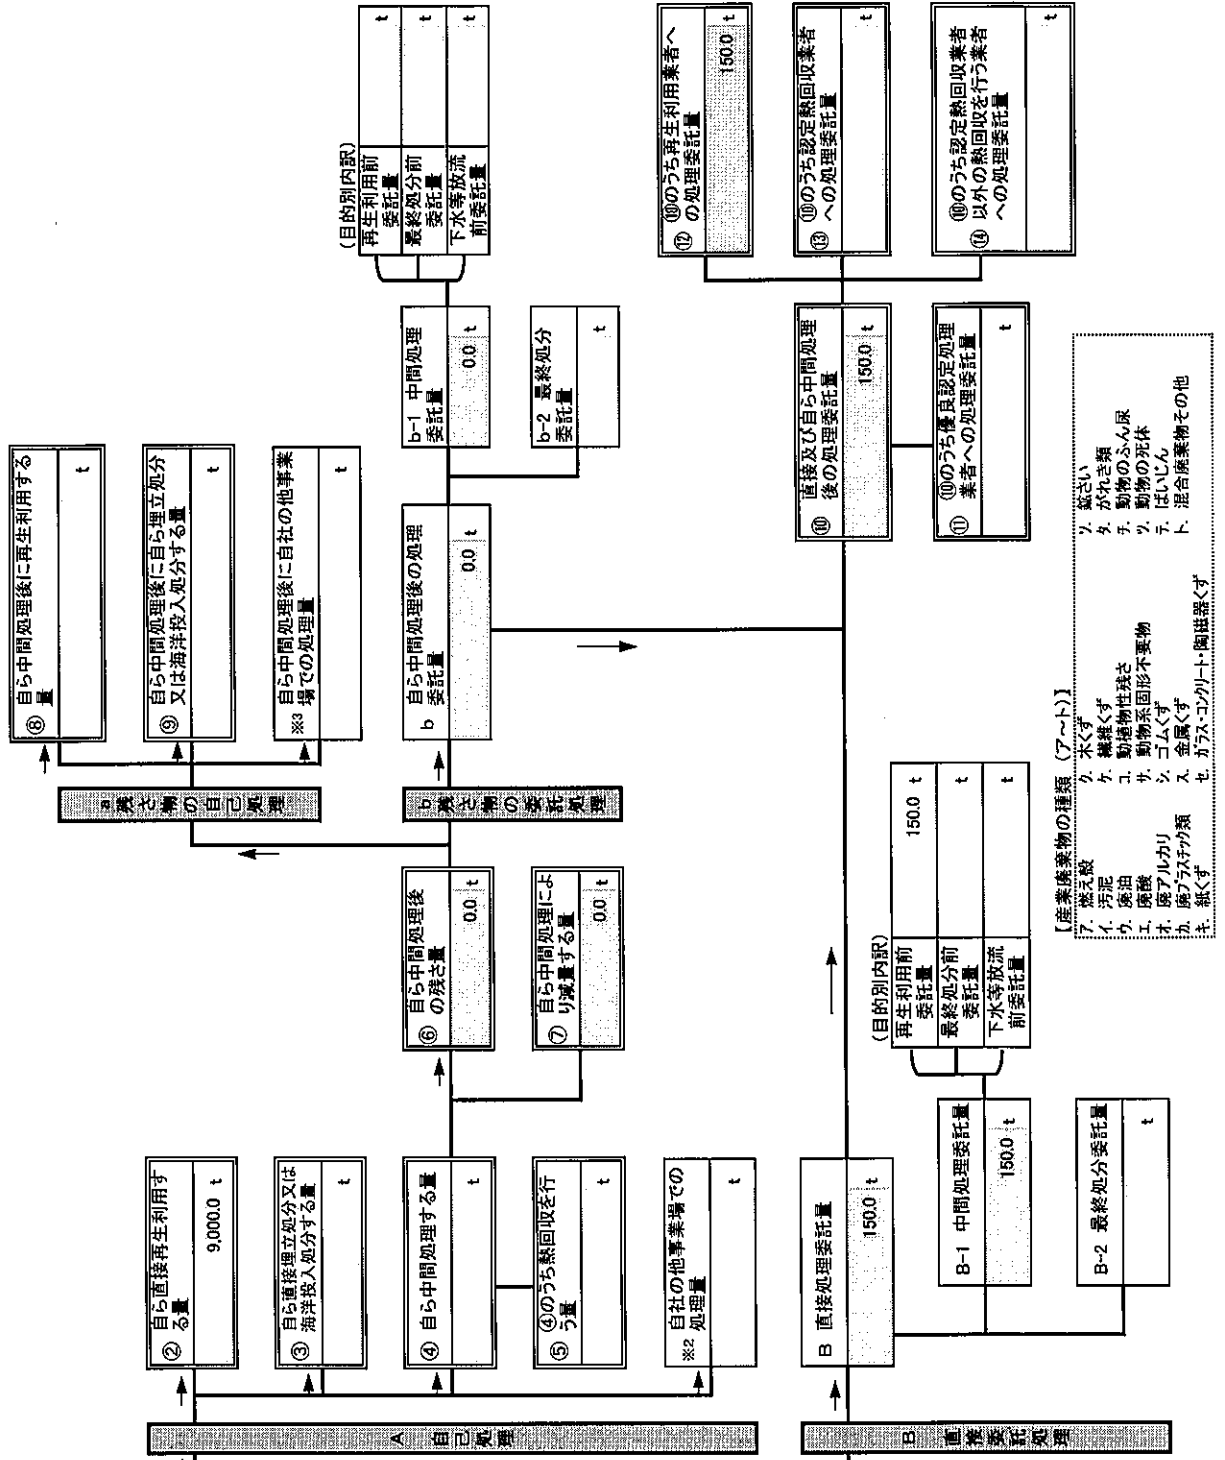 A 自己処理
② 自ら直接再生利用す
る量
9,000.0 t
③ 自ら直接埋立処分又は
海洋投入処分する量
t
④ 自ら中間処理する量
t
⑤ ④のうち熱回収を行
う量
t
※2 自社の他事業場での
処理量
t
⑥ 自ら中間処理後
の残さ量
0.0 t
⑦ 自ら中間処理によ
り減量する量
0.0 t
a 残さ物の自己処理
⑧ 自ら中間処理後に再生利用する
量
t
⑨ 自ら中間処理後に自ら埋立処分
又は海洋投入処分する量
t
※3 自ら中間処理後に自社の他事業
場での処理量
t
b 残さ物の委託処理
b 自ら中間処理後の処理
委託量
0.0 t
b-1 中間処理
委託量
0.0 t
b-2 最終処分
委託量
t
(目的別内訳)
再生利用前
委託量
t
最終処分前
委託量
t
下水等放流
前委託量
t
B 直接委託処理
B 直接処理委託量
150.0 t
B-1 中間処理委託量
150.0 t
B-2 最終処分委託量
t
(目的別内訳)
再生利用前
委託量
150.0 t
最終処分前
委託量
t
下水等放流
前委託量
t
⑩ 直接及び自ら中間処理
後の処理委託量
150.0 t
⑪ ⑩のうち優良認定処理
業者への処理委託量
t
⑫ ⑩のうち再生利用業者へ
の処理委託量
150.0 t
⑬ ⑩のうち認定熱回収業者
への処理委託量
t
⑭ ⑩のうち認定熱回収業者
以外の熱回収を行う業者
への処理委託量
t
【産業廃棄物の種類（ア～ト）】
ア. 燃え殻 ク. 木くず ソ. 鉱さい
イ. 汚泥 ケ. 繊維くず タ. がれき類
ウ. 廃油 コ. 動植物性残さ チ. 動物のふん尿
エ. 廃酸 サ. 動物系固形不要物 ツ. 動物の死体
オ. 廃アルカリ シ. ゴムくず テ. ばいじん
カ. 廃プラスチック類 ス. 金属くず ト. 混合廃棄物その他
キ. 紙くず セ. ガラス・コンクリート・陶磁器くず